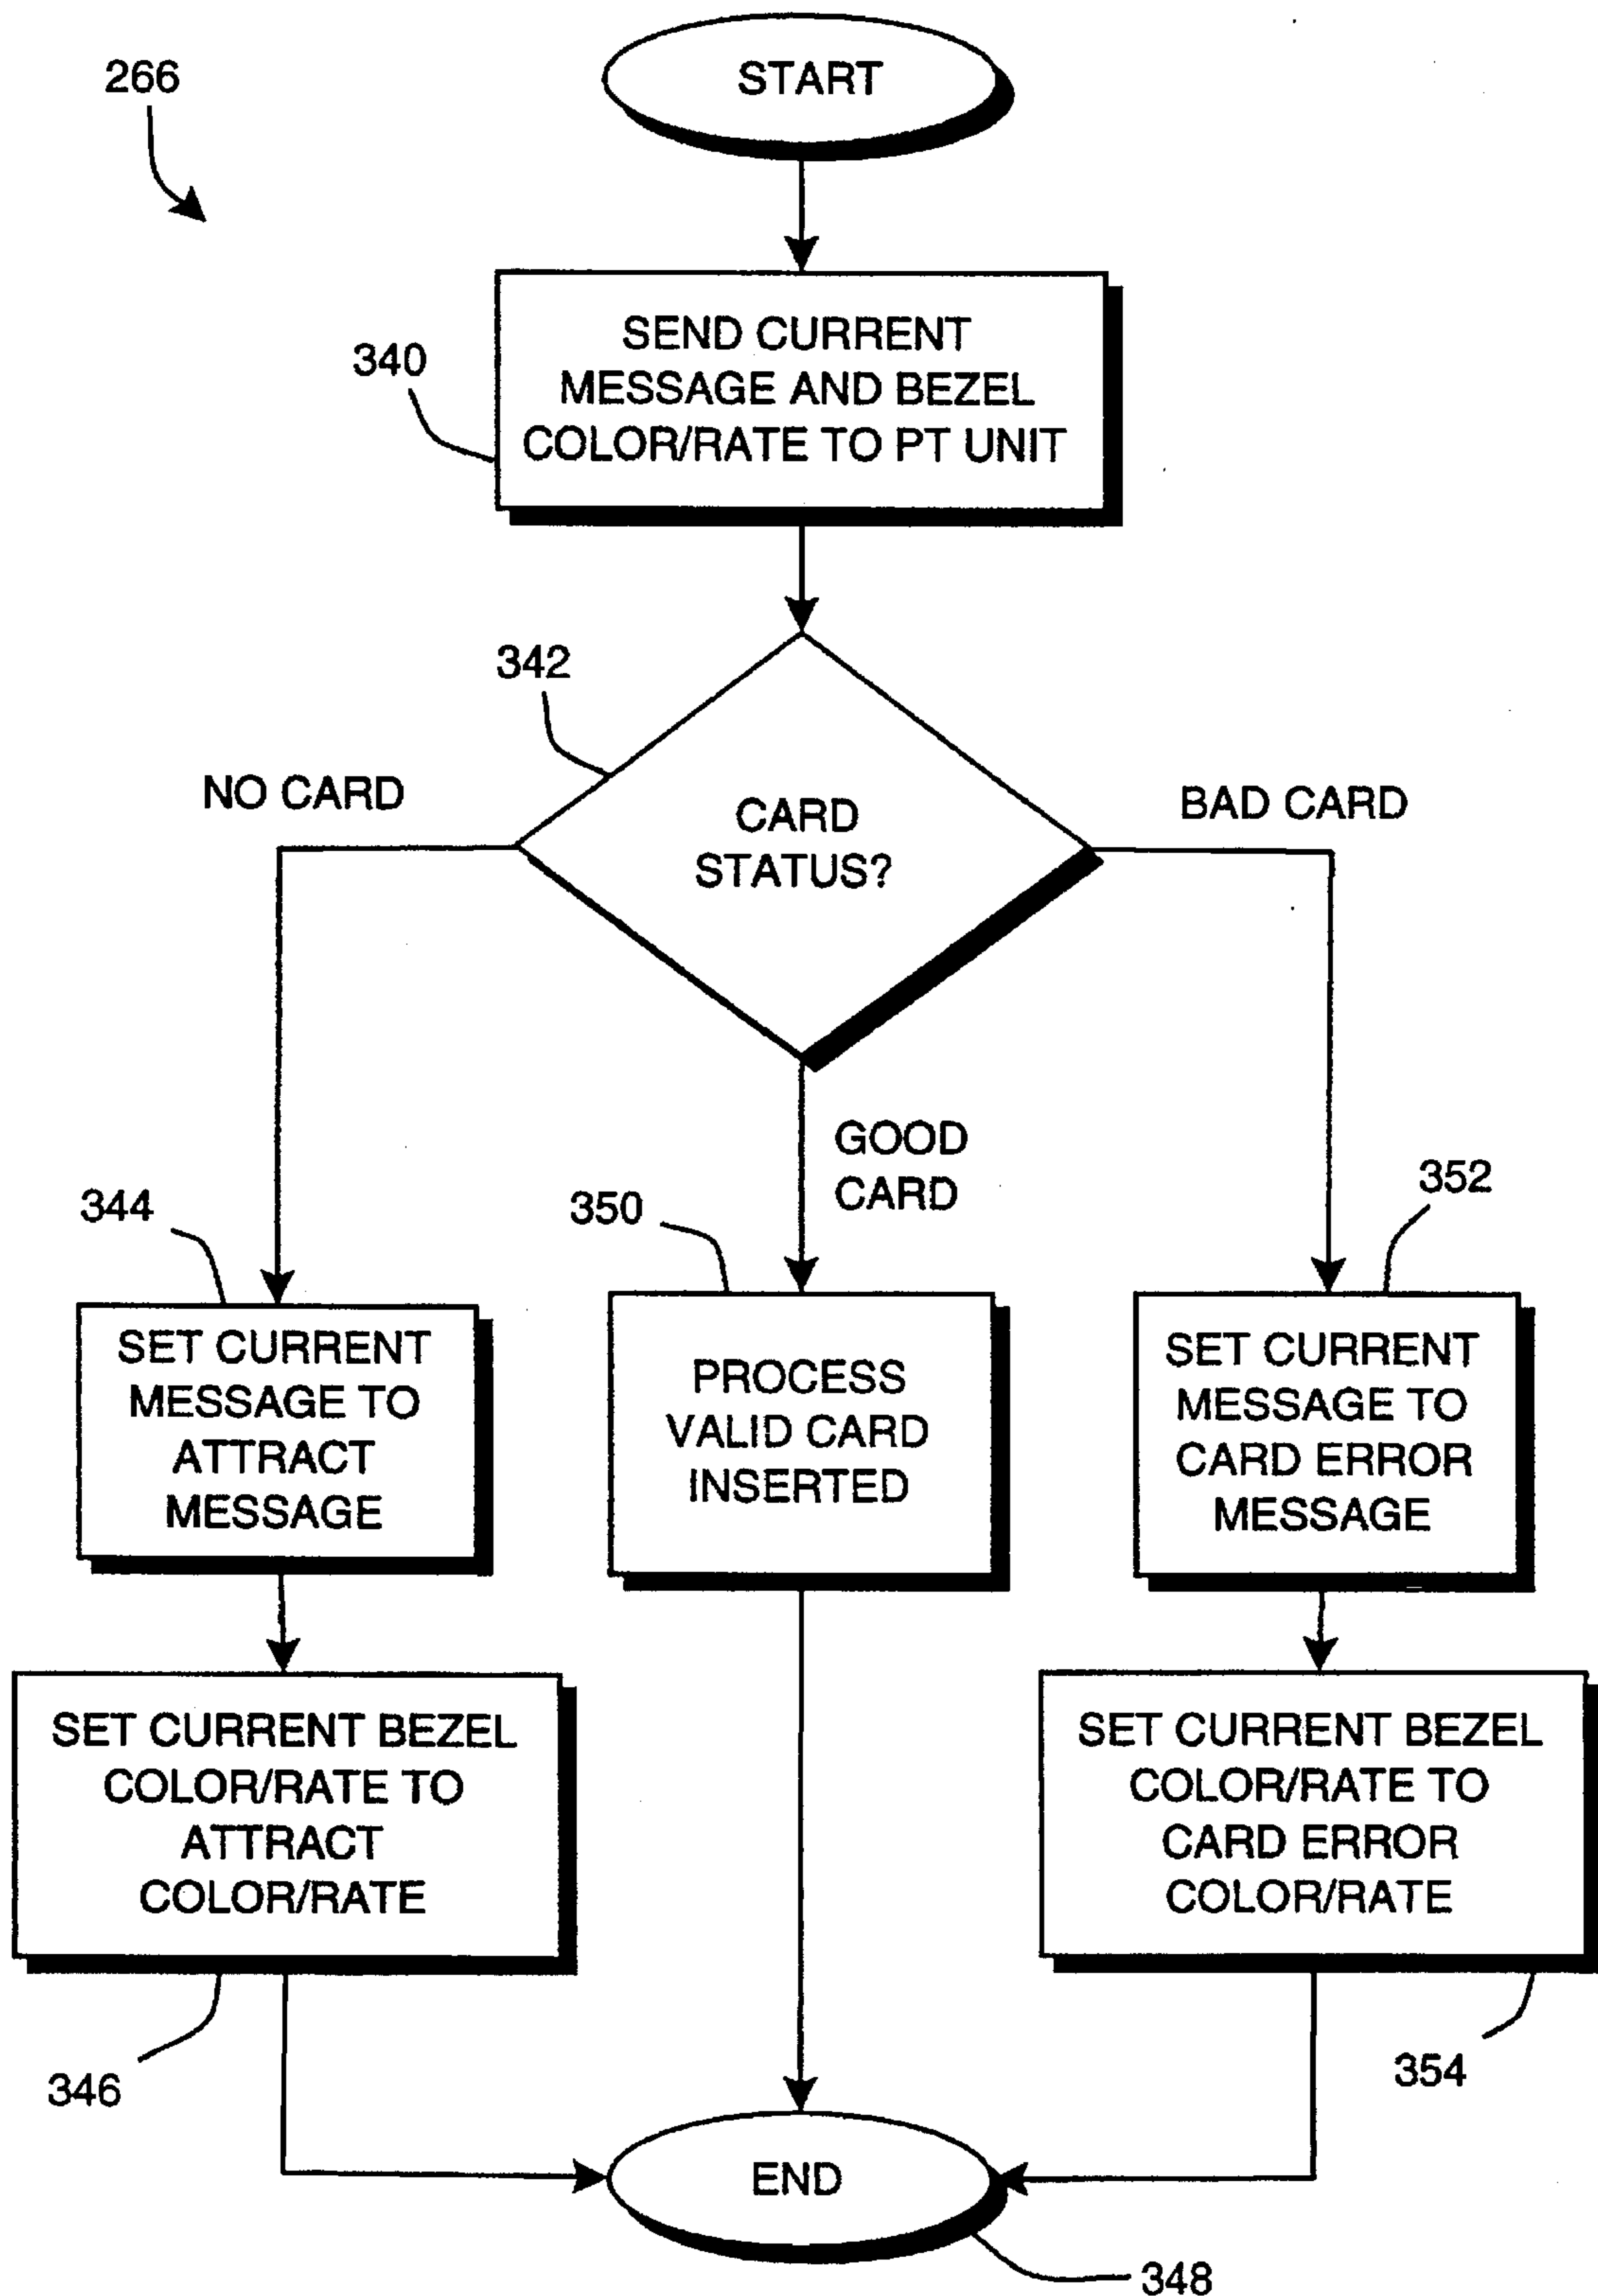 START
266
SEND CURRENT
MESSAGE AND BEZEL
COLOR/RATE TO PT UNIT
340
342
NO CARD
CARD
STATUS?
BAD CARD
GOOD
CARD
344
350
352
SET CURRENT
MESSAGE TO
ATTRACT
MESSAGE
PROCESS
VALID CARD
INSERTED
SET CURRENT
MESSAGE TO
CARD ERROR
MESSAGE
SET CURRENT BEZEL
COLOR/RATE TO
ATTRACT
COLOR/RATE
SET CURRENT BEZEL
COLOR/RATE TO
CARD ERROR
COLOR/RATE
346
354
END
348